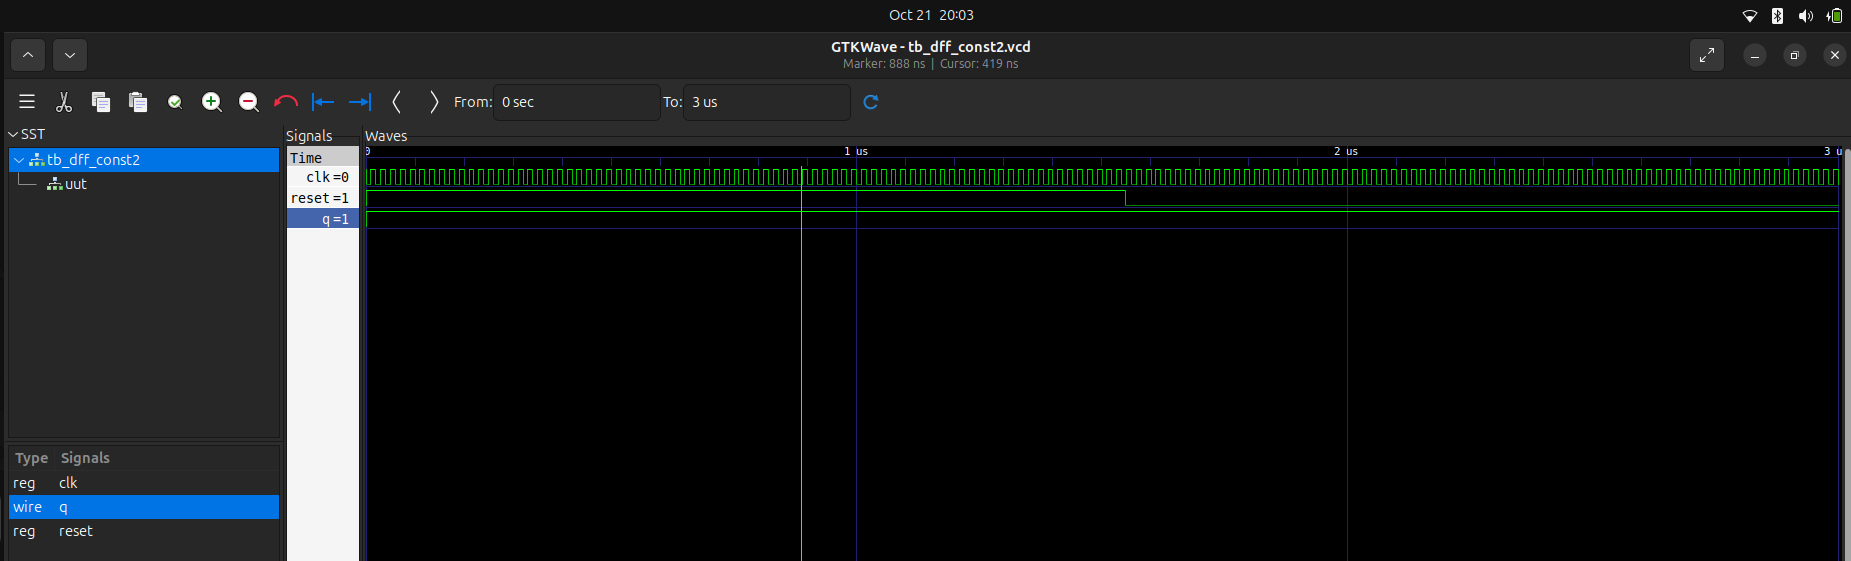 Oct 21 20:03
GTKWave - tb_dff_const2.vcd
Marker: 888 ns | Cursor: 419 ns
From: 0 sec To: 3 us
SST
tb_dff_const2
uut
Type Signals
reg clk
wire q
reg reset
Signals
Time
clk=0
reset=1
q=1
Waves
0 1 us 2 us 3 u